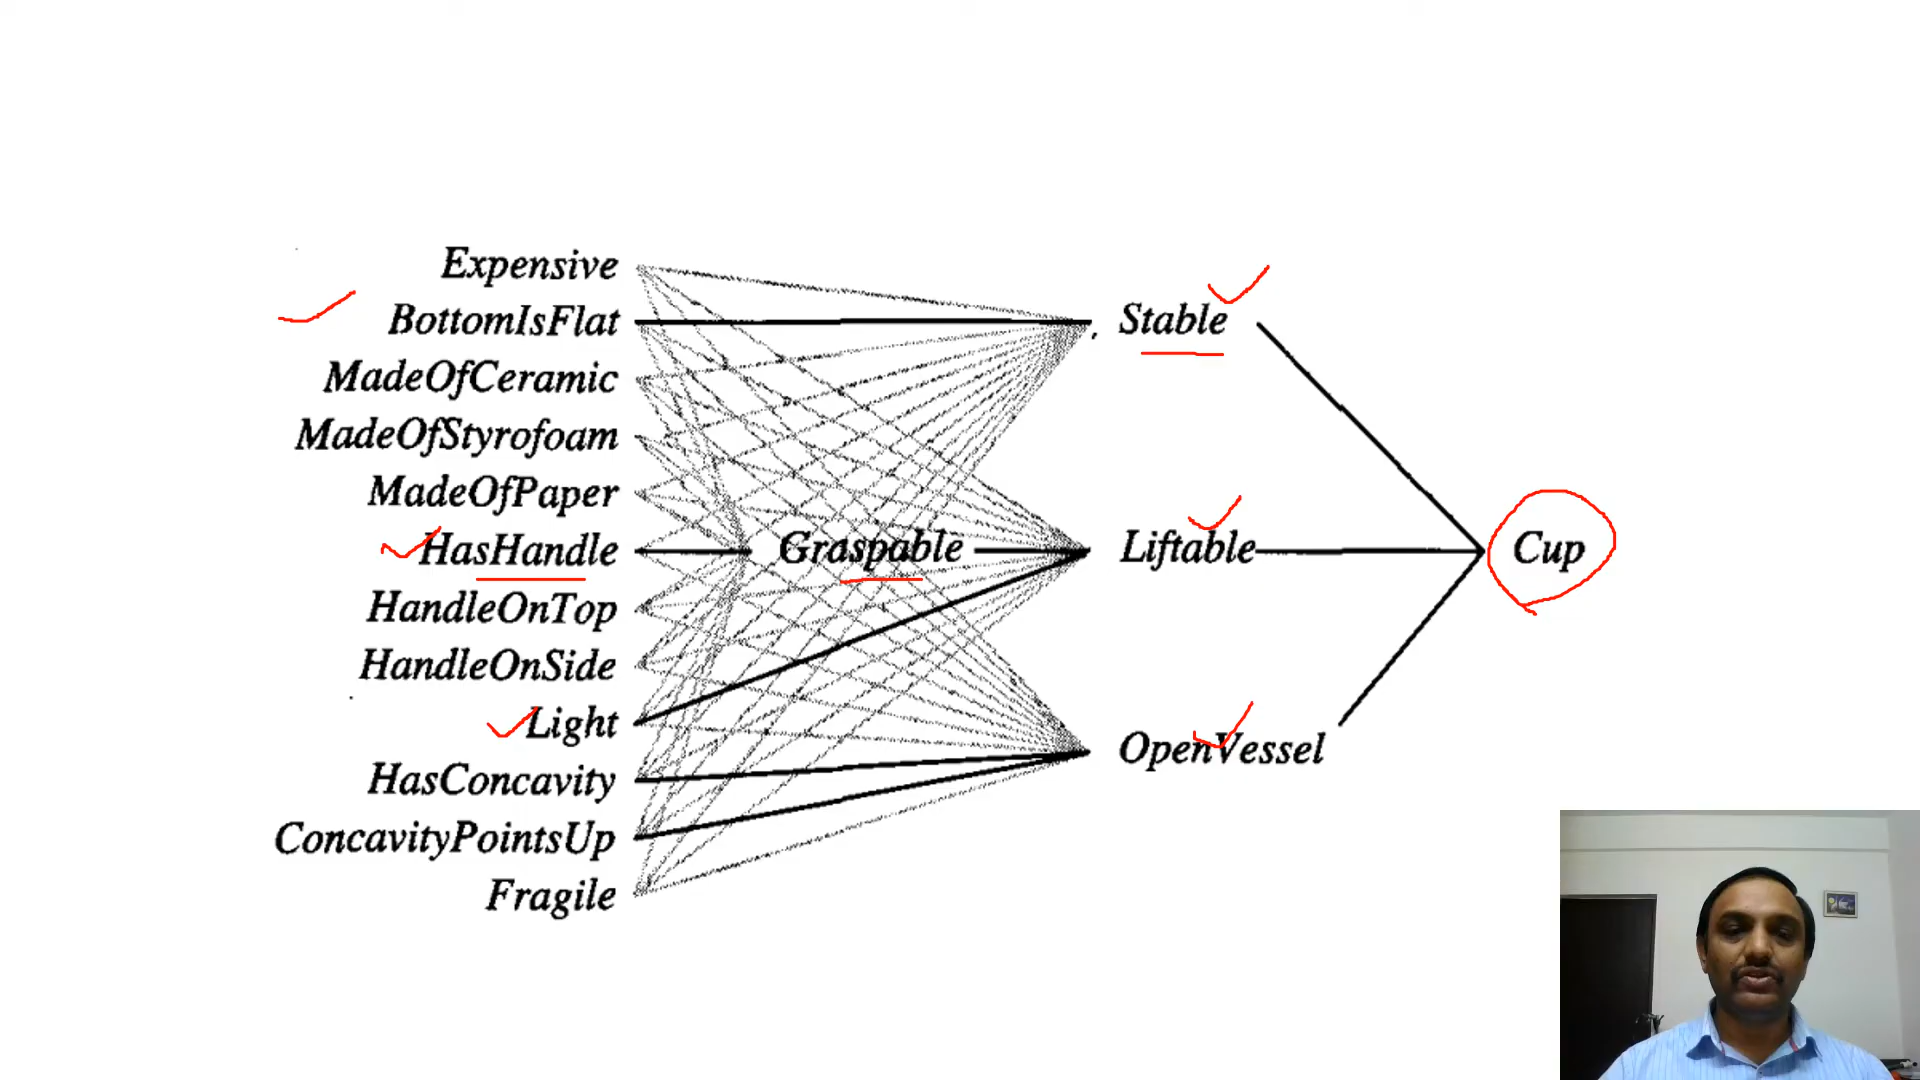 Expensive
BottomIsFlat
MadeOfCeramic
MadeOfStyrofoam
MadeOfPaper
HasHandle
HandleOnTop
HandleOnSide
Light
HasConcavity
ConcavityPointsUp
Fragile
Graspable
Stable
Liftable
OpenVessel
Cup